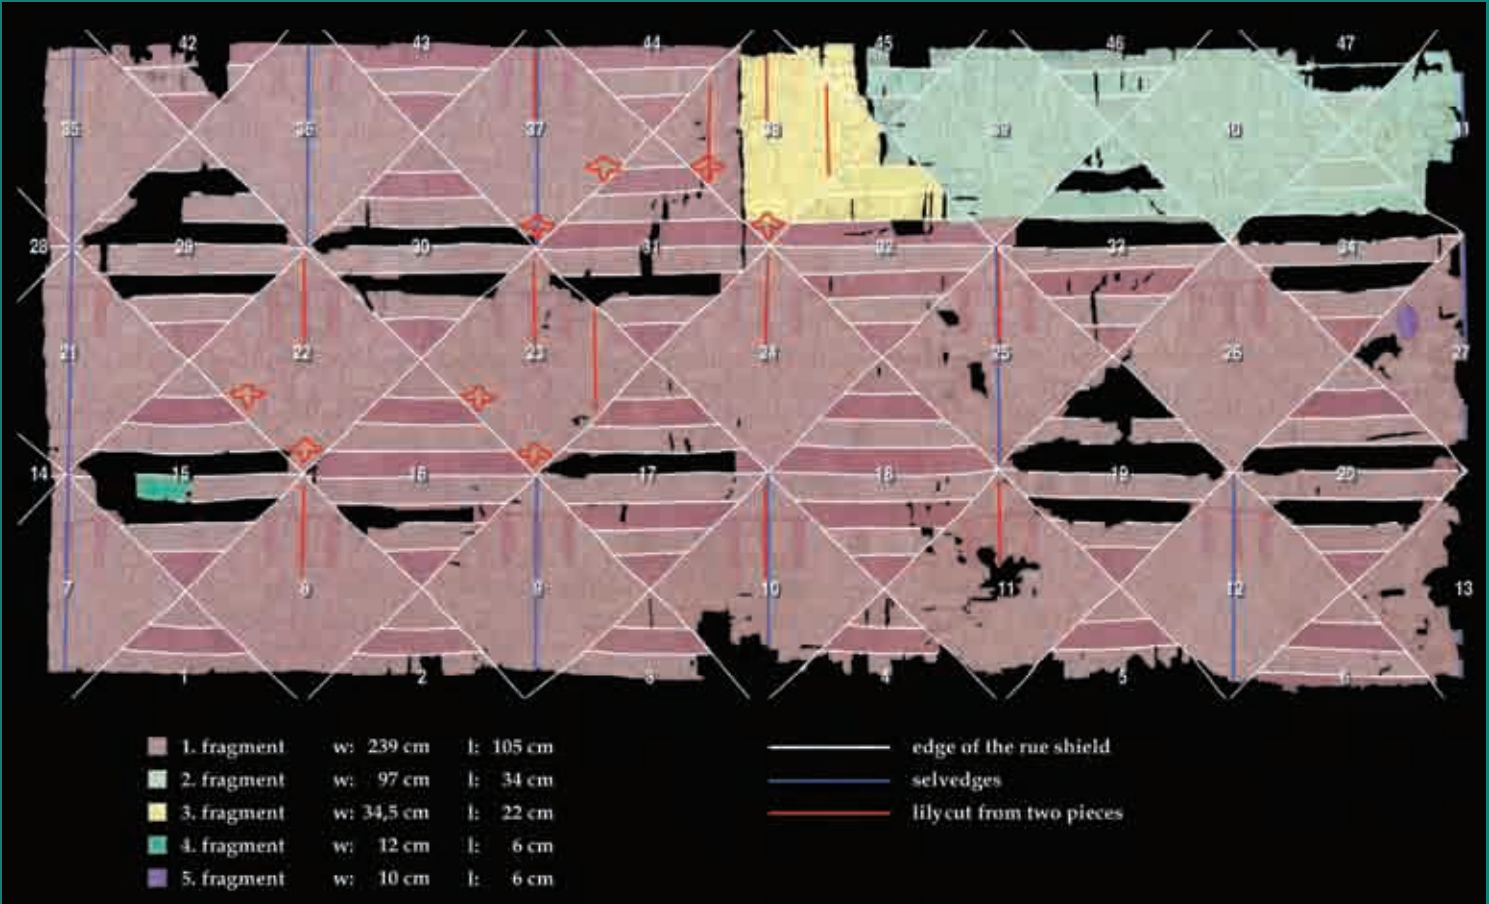 42 43 44 45 46 47
35 36 37 38 39 40 41
28 29 30 31 32 33 34
21 22 23 24 25 26 27
14 15 16 17 18 19 20
7 8 9 10 11 12 13
1 2 3 4 5 6
1. fragment w: 239 cm l: 105 cm
2. fragment w: 97 cm l: 34 cm
3. fragment w: 34,5 cm l: 22 cm
4. fragment w: 12 cm l: 6 cm
5. fragment w: 10 cm l: 6 cm
edge of the rue shield
selvedges
lily cut from two pieces